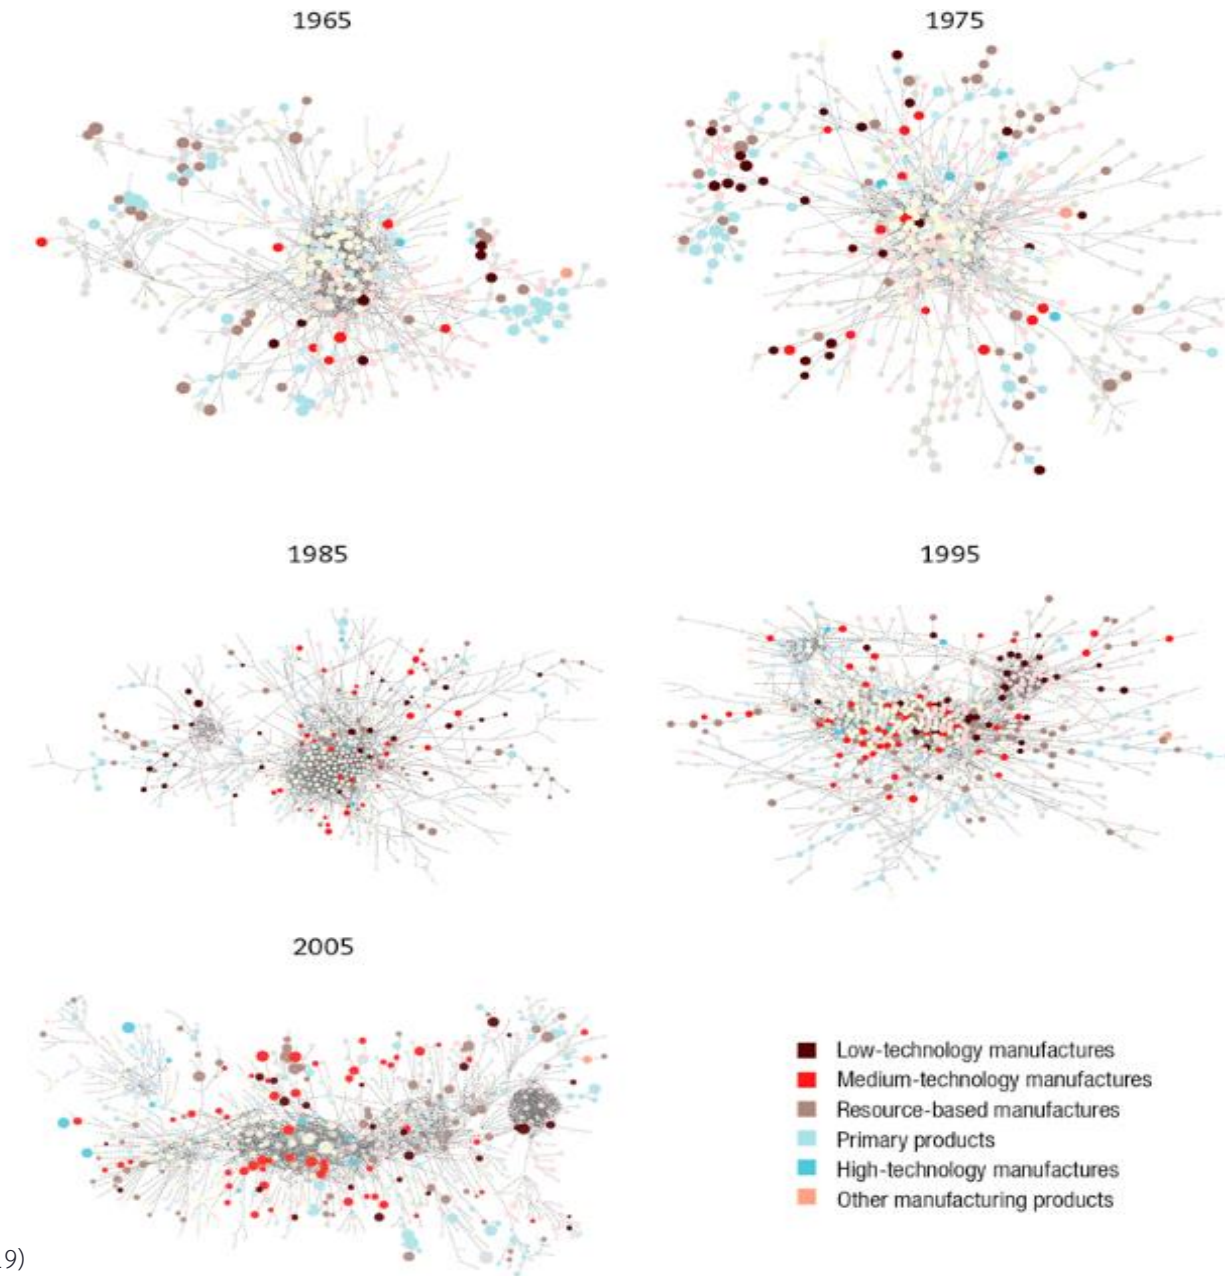 1965
1975
1985
1995
2005
Low-technology manufactures
Medium-technology manufactures
Resource-based manufactures
Primary products
High-technology manufactures
Other manufacturing products
.9)